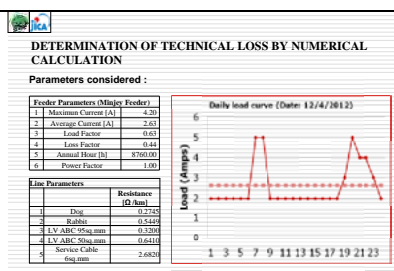 JICA
DETERMINATION OF TECHNICAL LOSS BY NUMERICAL
CALCULATION
Parameters considered :
Feeder Parameters (Minjey Feeder)
1 Maximun Current [A] 4.20
2 Average Current [A] 2.63
3 Load Factor 0.63
4 Loss Factor 0.44
5 Annual Hour [h] 8760.00
6 Power Factor 1.00
Line Parameters
Resistance
[Ω /km]
1 Dog 0.2745
2 Rabbit 0.5449
3 LV ABC 95sq.mm 0.3200
4 LV ABC 50sq.mm 0.6410
5 Service Cable
6sq.mm 2.6820
Daily load curve (Date: 12/4/2012)
Load (Amps)
6
5
4
3
2
1
0
1 3 5 7 9 11 13 15 17 19 21 23